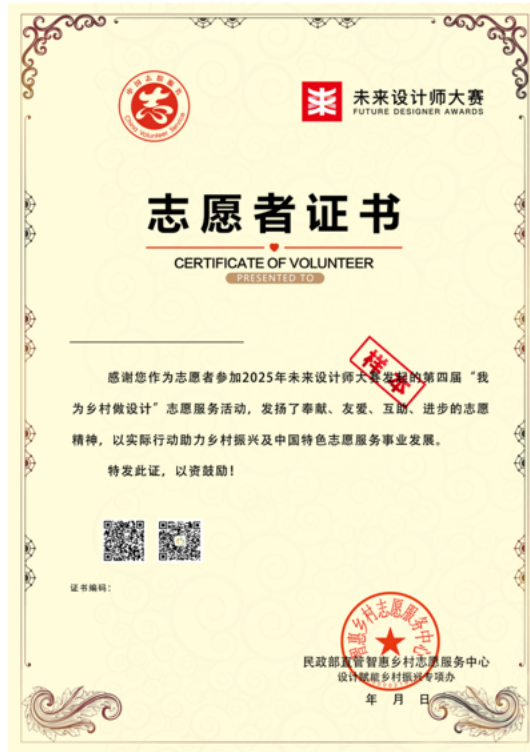 中国志愿服务
China Volunteer Service
未来设计师大赛
FUTURE DESIGNER AWARDS
志愿者证书
CERTIFICATE OF VOLUNTEER
PRESENTED TO
样本
感谢您作为志愿者参加2025年未来设计师大赛发起的第四届“我
为乡村做设计”志愿服务活动，发扬了奉献、友爱、互助、进步的志愿
精神，以实际行动助力乡村振兴及中国特色志愿服务事业发展。
特发此证，以资鼓励！
证书编码：
智惠乡村志愿服务中心
民政部直管智惠乡村志愿服务中心
设计赋能乡村振兴专项办
年 月 日